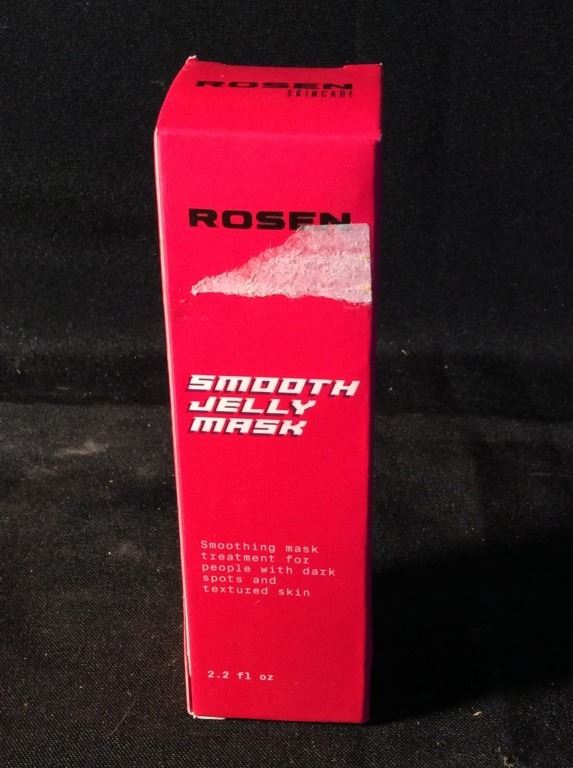 ROSEN
SKINCARE
ROSEN
SMOOTH
JELLY
MASK
Smoothing mask
treatment for
people with dark
spots and
textured skin
2.2 fl oz